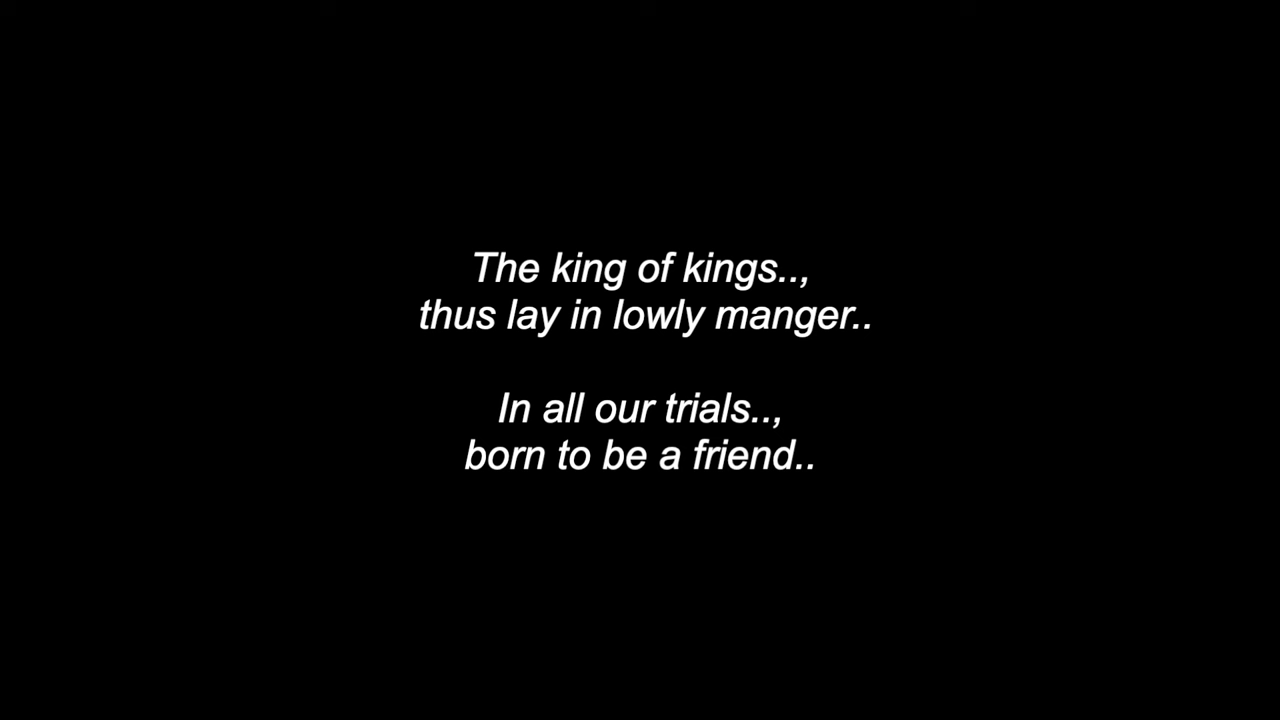 The king of kings..,
thus lay in lowly manger..
In all our trials..,
born to be a friend..